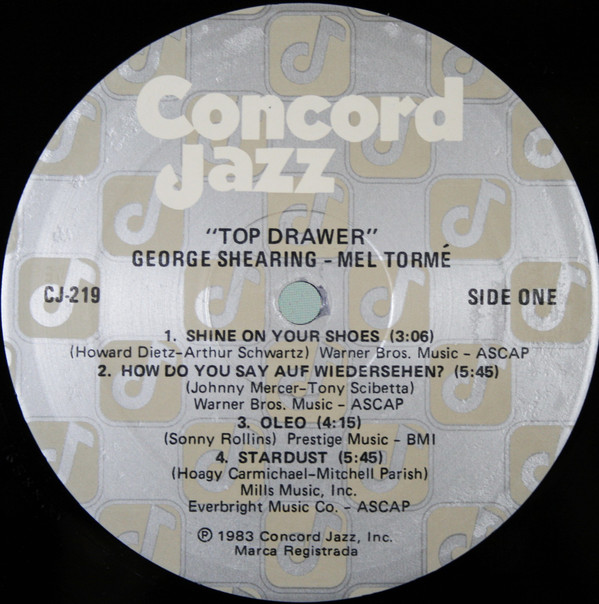 Concord
Jazz
"TOP DRAWER"
GEORGE SHEARING - MEL TORMÉ
CJ-219
SIDE ONE
1. SHINE ON YOUR SHOES (3:06)
(Howard Dietz-Arthur Schwartz) Warner Bros. Music - ASCAP
2. HOW DO YOU SAY AUF WIEDERSEHEN? (5:45)
(Johnny Mercer-Tony Scibetta)
Warner Bros. Music - ASCAP
3. OLEO (4:15)
(Sonny Rollins) Prestige Music - BMI
4. STARDUST (5:45)
(Hoagy Carmichael-Mitchell Parish)
Mills Music, Inc.
Everbright Music Co. - ASCAP
℗ 1983 Concord Jazz, Inc.
Marca Registrada